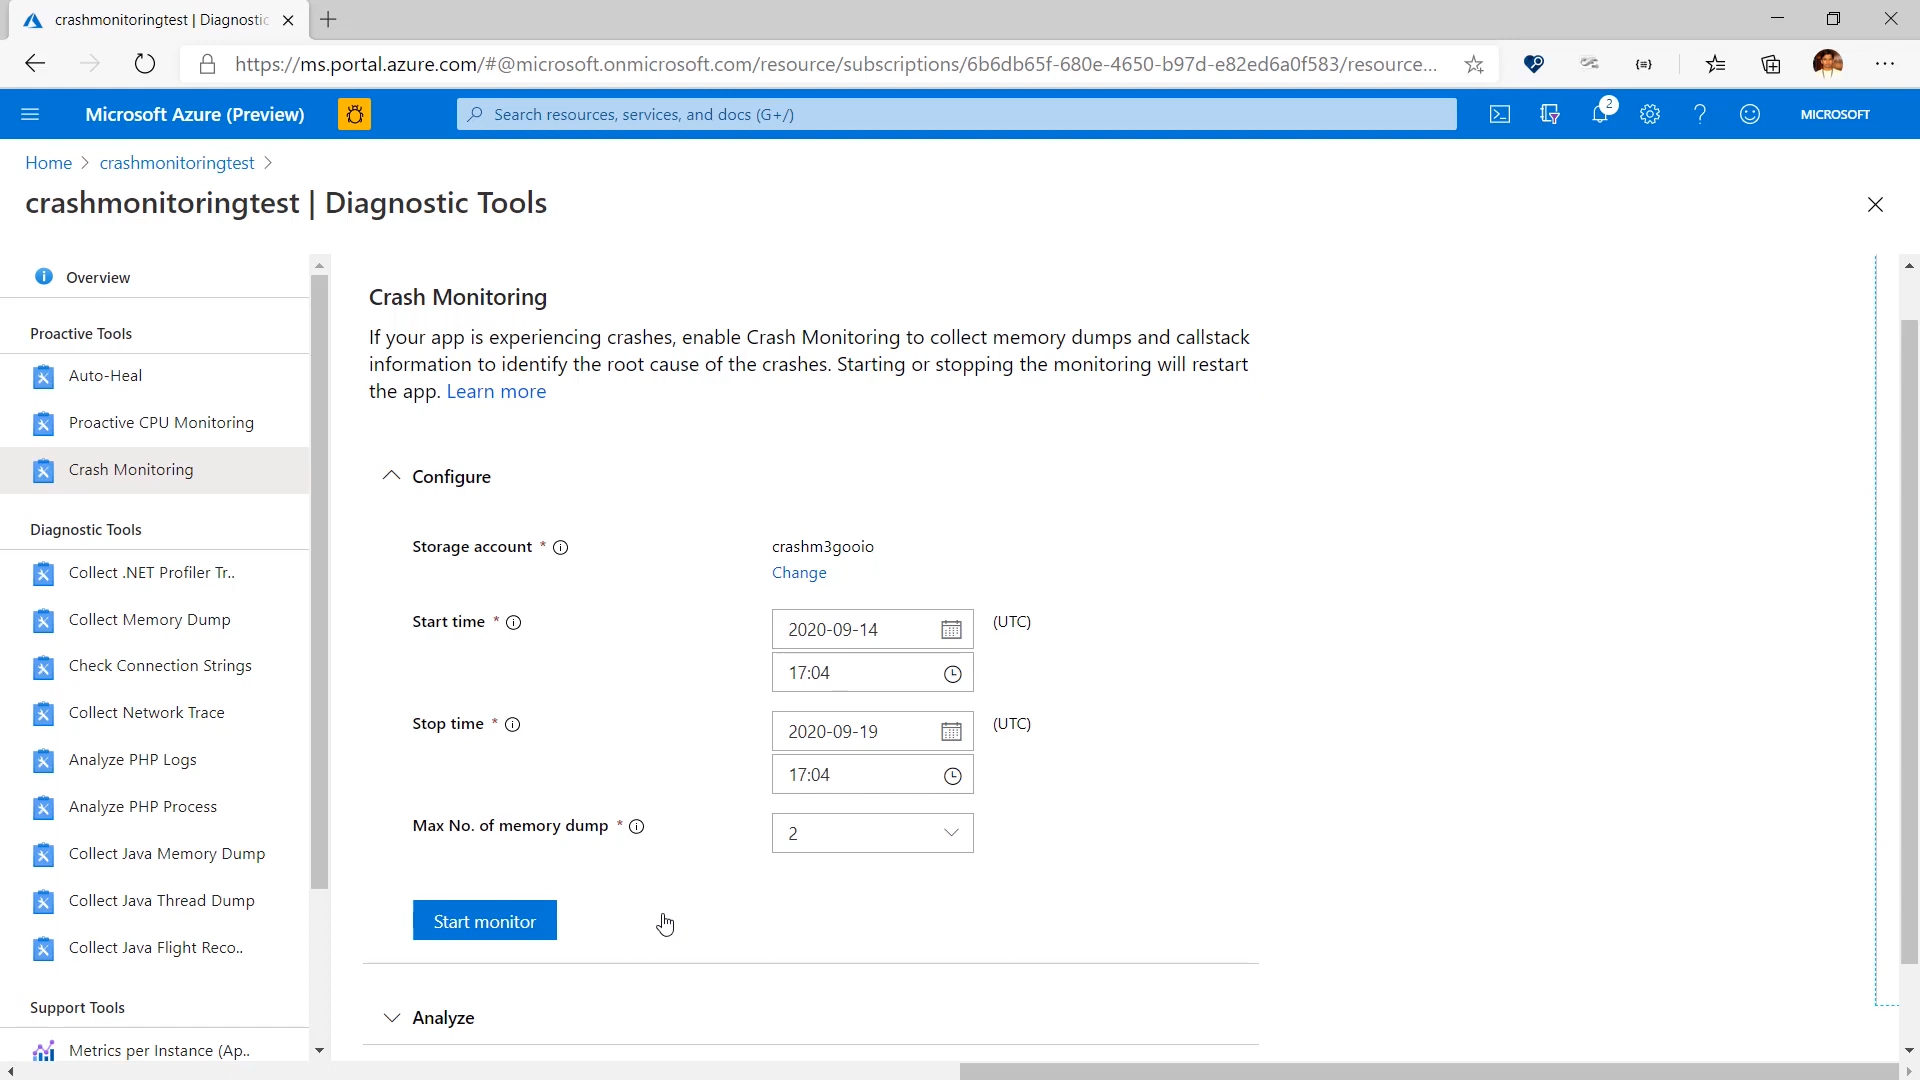 crashmonitoringtest | Diagnostic
https://ms.portal.azure.com/#@microsoft.onmicrosoft.com/resource/subscriptions/6b6db65f-680e-4650-b97d-e82ed6a0f583/resource...
Microsoft Azure (Preview)
Search resources, services, and docs (G+/)
2
MICROSOFT
Home > crashmonitoringtest >
crashmonitoringtest | Diagnostic Tools
Overview
Proactive Tools
Auto-Heal
Proactive CPU Monitoring
Crash Monitoring
Diagnostic Tools
Collect .NET Profiler Tr..
Collect Memory Dump
Check Connection Strings
Collect Network Trace
Analyze PHP Logs
Analyze PHP Process
Collect Java Memory Dump
Collect Java Thread Dump
Collect Java Flight Reco..
Support Tools
Metrics per Instance (Ap..
Crash Monitoring
If your app is experiencing crashes, enable Crash Monitoring to collect memory dumps and callstack
information to identify the root cause of the crashes. Starting or stopping the monitoring will restart
the app. Learn more
Configure
Storage account *
crashm3gooio
Change
Start time *
2020-09-14
(UTC)
17:04
Stop time *
2020-09-19
(UTC)
17:04
Max No. of memory dump *
2
Start monitor
Analyze